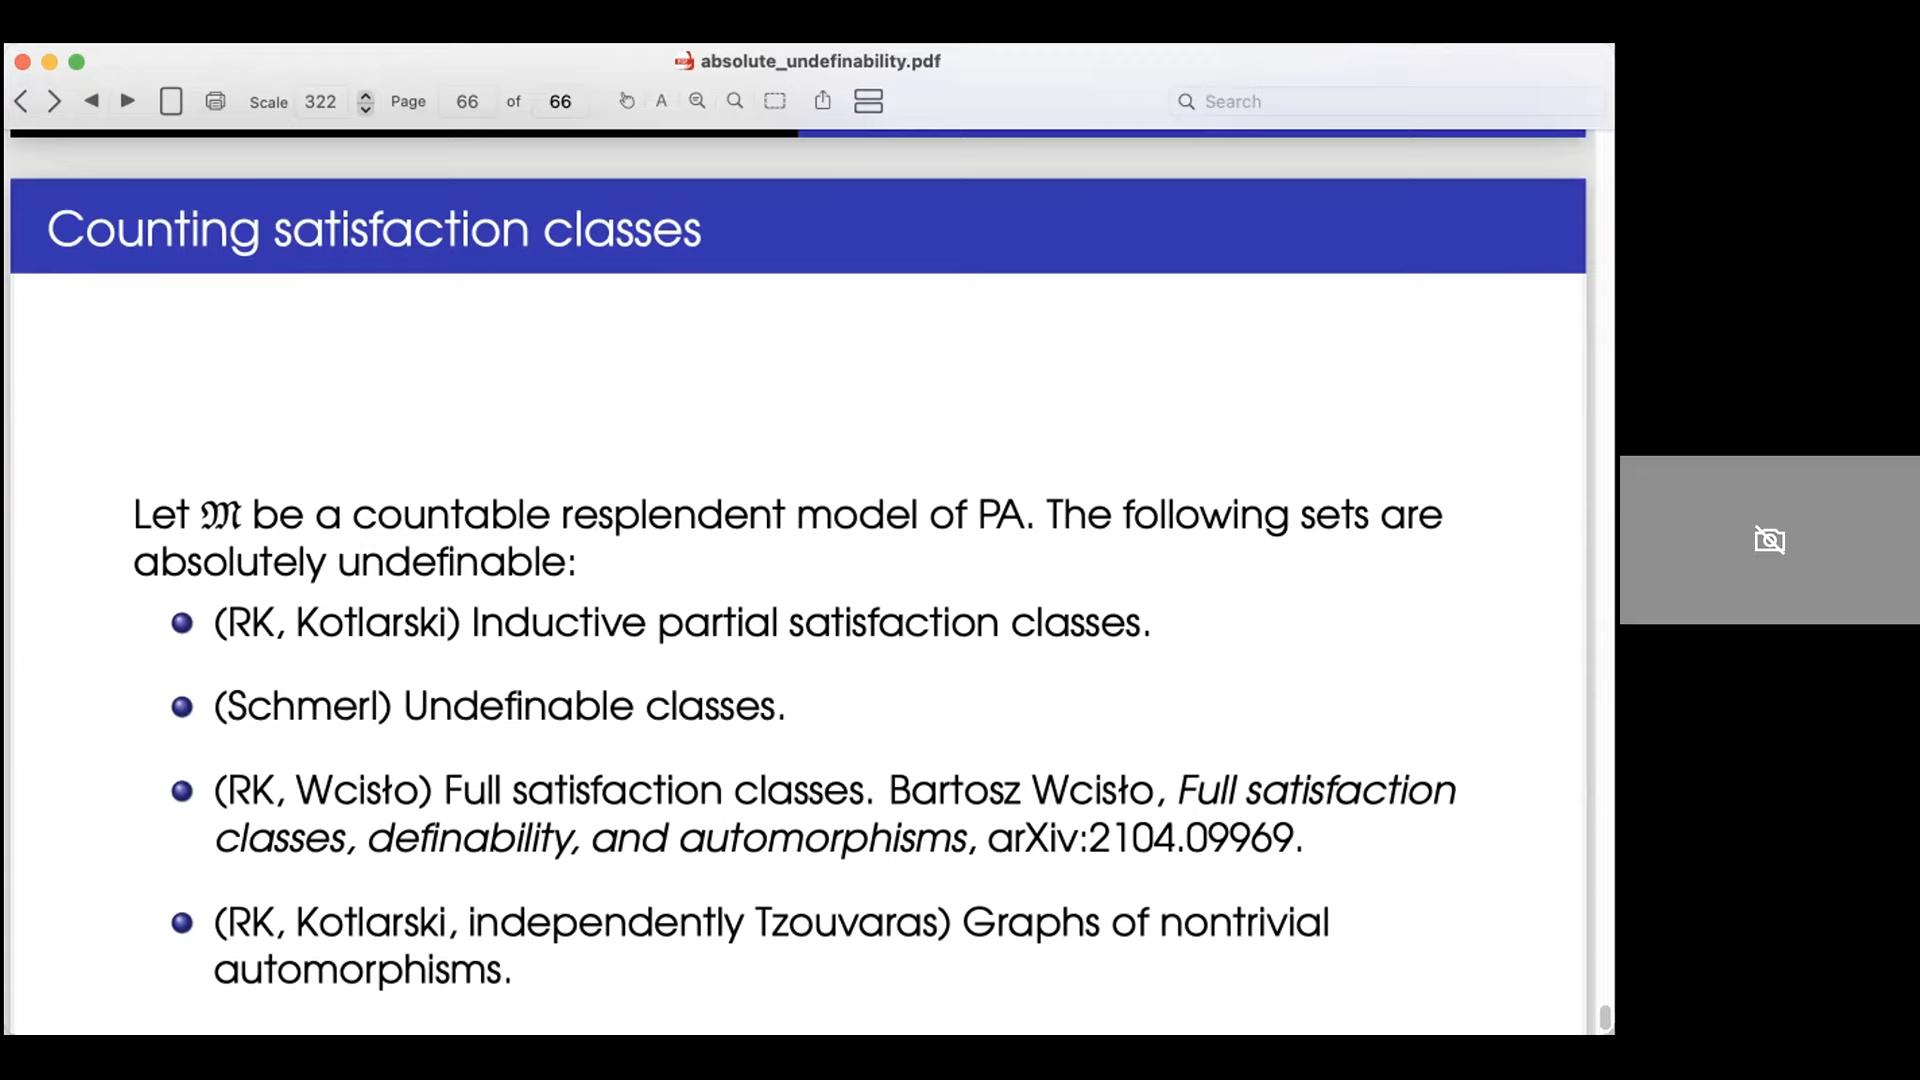 absolute_undefinability.pdf
Scale 322 Page 66 of 66 A Search
Counting satisfaction classes
Let 𝔐 be a countable resplendent model of PA. The following sets are
absolutely undefinable:
(RK, Kotlarski) Inductive partial satisfaction classes.
(Schmerl) Undefinable classes.
(RK, Wcisło) Full satisfaction classes. Bartosz Wcisło, Full satisfaction
classes, definability, and automorphisms, arXiv:2104.09969.
(RK, Kotlarski, independently Tzouvaras) Graphs of nontrivial
automorphisms.